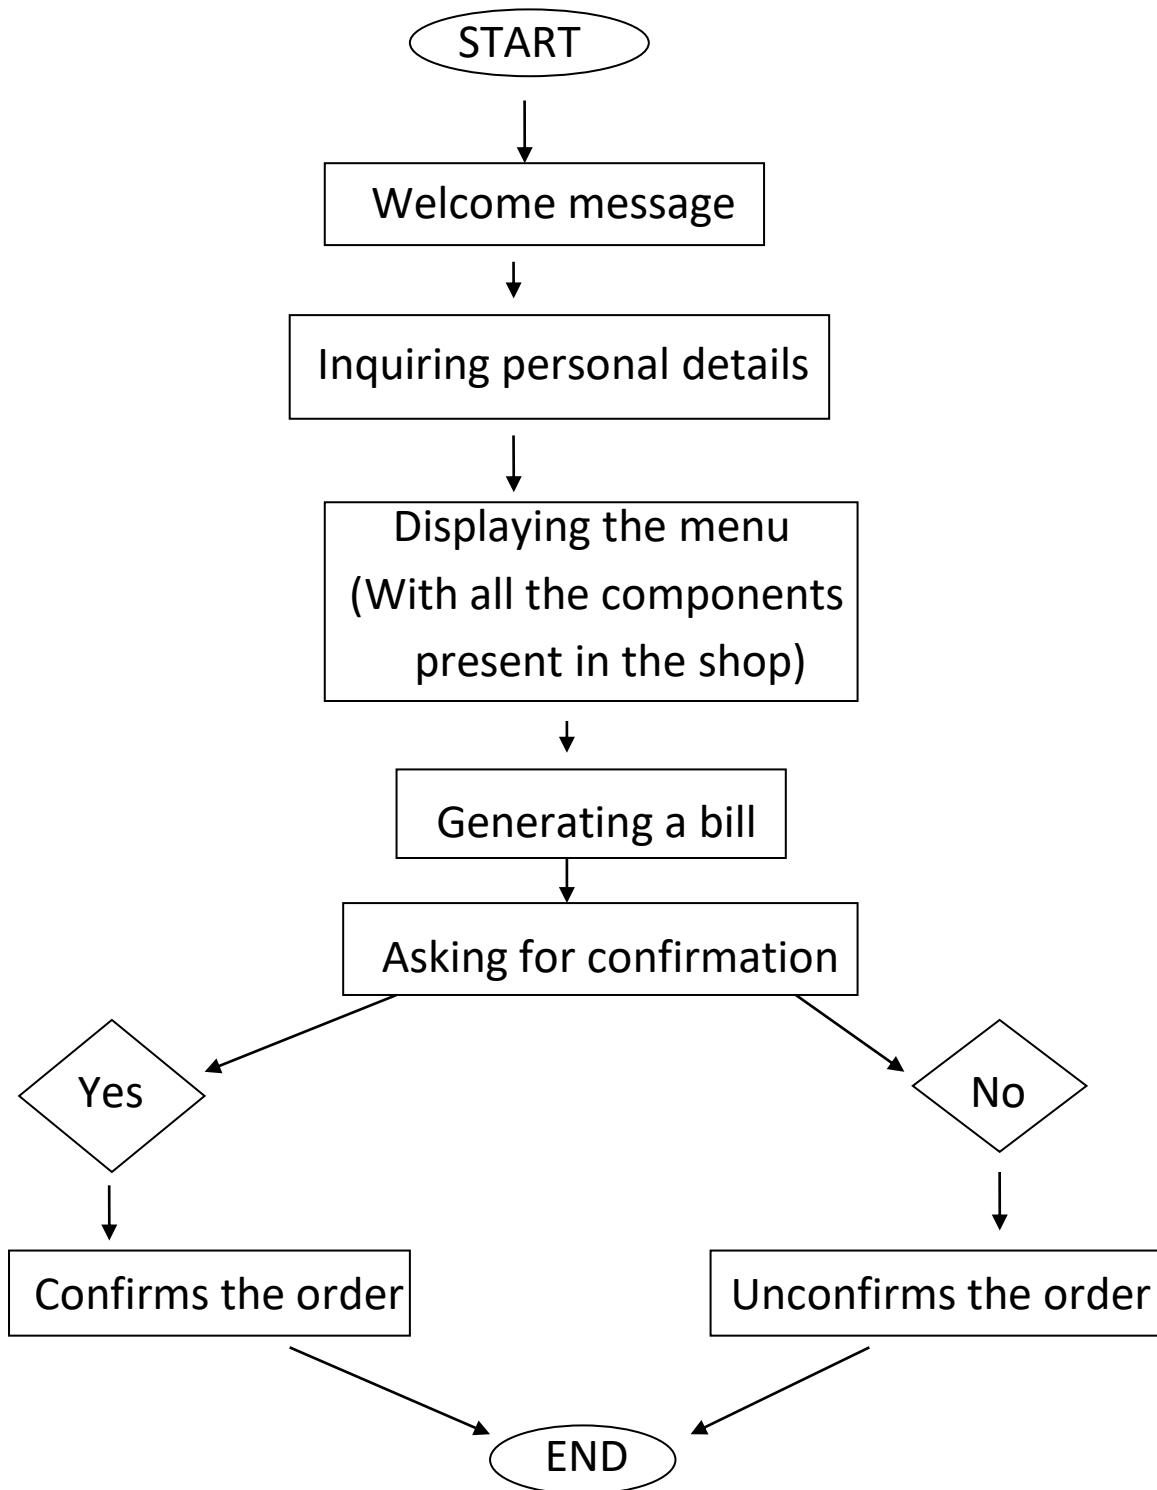 START
Welcome message
Inquiring personal details
Displaying the menu
(With all the components
present in the shop)
Generating a bill
Asking for confirmation
Yes
No
Confirms the order
Unconfirms the order
END